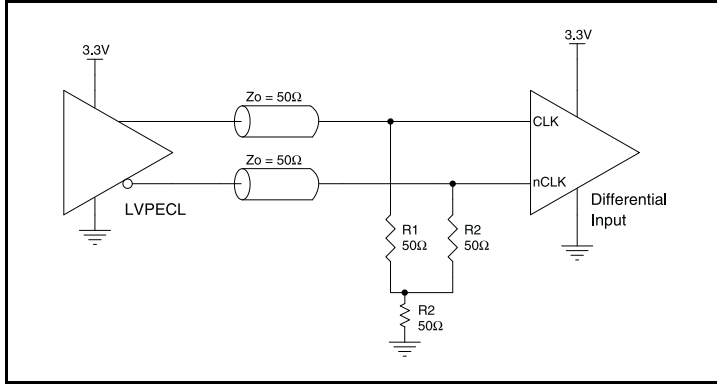 3.3V
3.3V
Zo = 50Ω
CLK
Zo = 50Ω
nCLK
LVPECL
Differential
Input
R1
50Ω
R2
50Ω
R2
50Ω